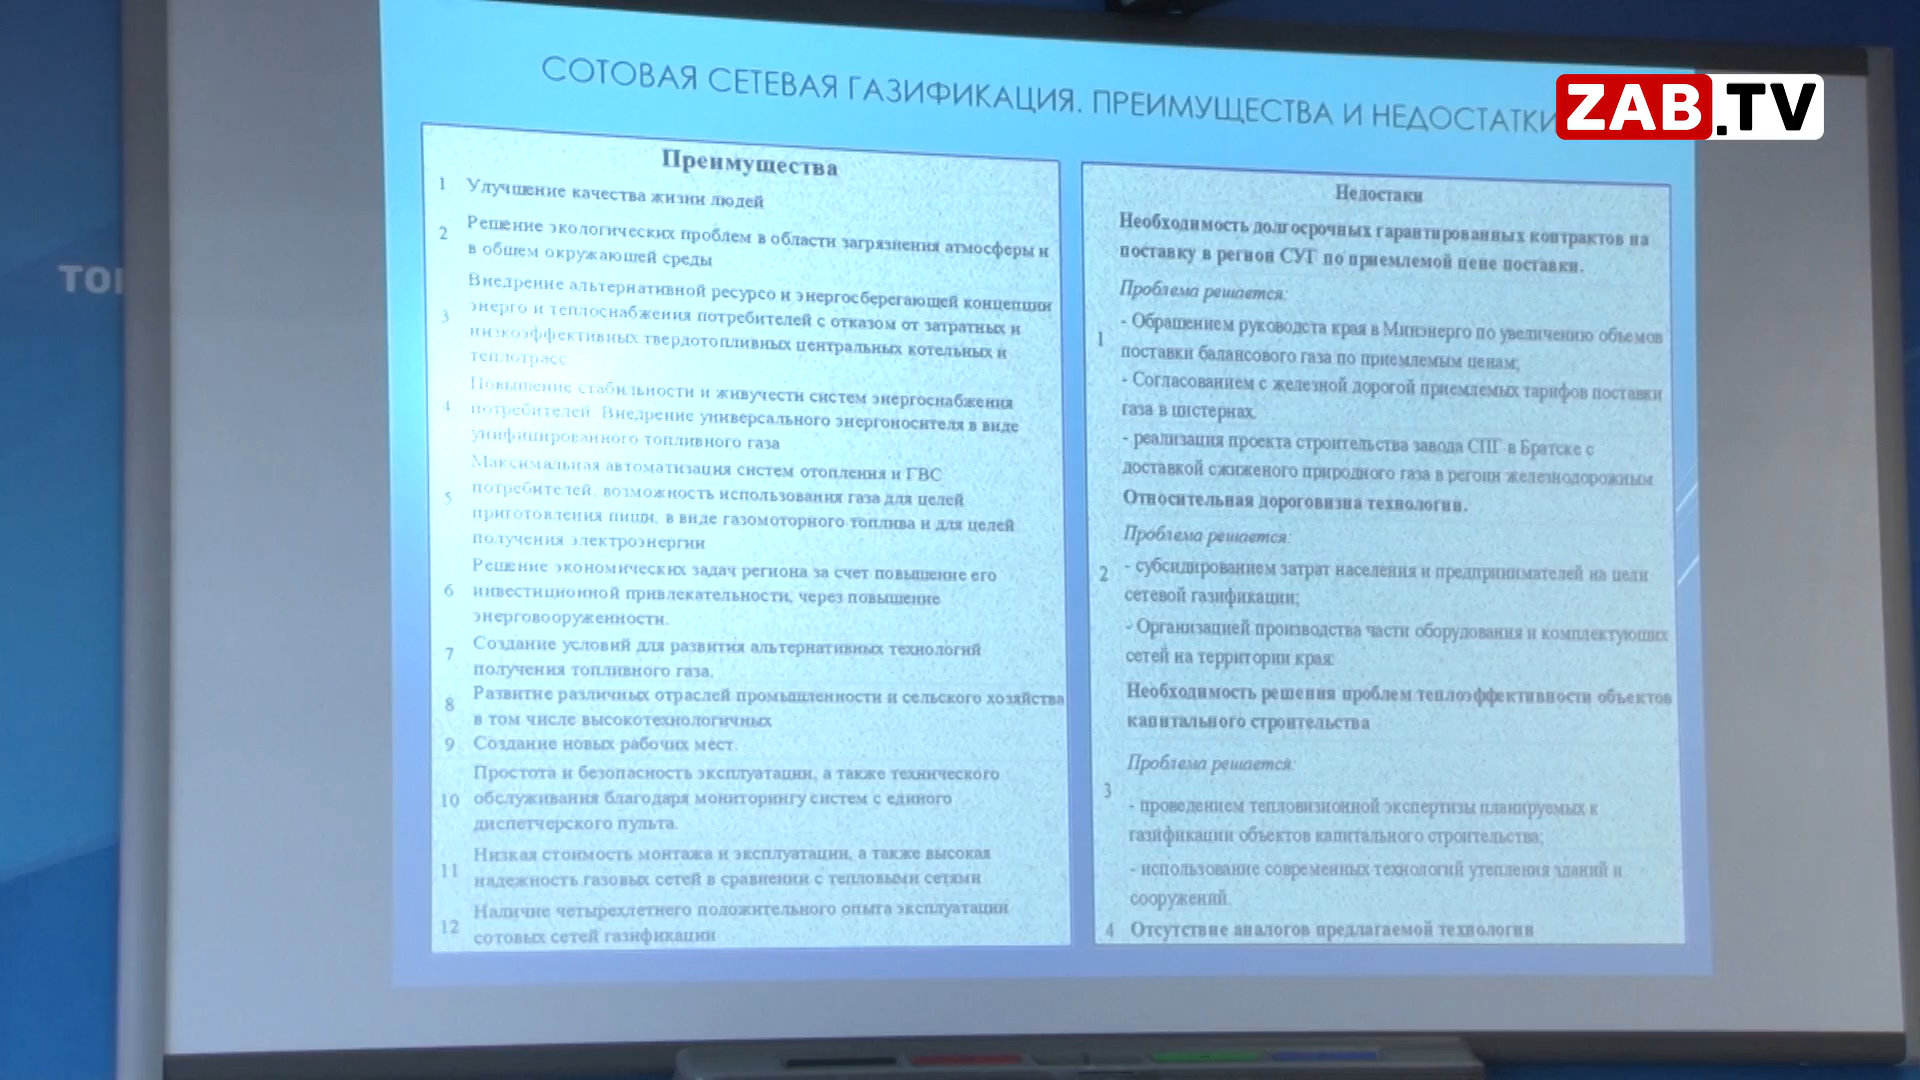 СОТОВАЯ СЕТЕВАЯ ГАЗИФИКАЦИЯ. ПРЕИМУЩЕСТВА И НЕДОСТАТКИ
ZAB.TV
ТОП
Преимущества
1 Улучшение качества жизни людей
2 Решение экологических проблем в области загрязнения атмосферы и
в общем окружающей среды
Внедрение альтернативной ресурсо и энергосберегающей концепции
3 энерго и теплоснабжения потребителей с отказом от затратных и
низкоэффективных твердотопливных центральных котельных и
теплотрасс
Повышение стабильности и живучести систем энергоснабжения
4 потребителей. Внедрение универсального энергоносителя в виде
унифицированного топливного газа
Максимальная автоматизация систем отопления и ГВС
5 потребителей, возможность использования газа для целей
приготовления пищи, в виде газомоторного топлива и для целей
получения электроэнергии
Решение экономических задач региона за счет повышение его
6 инвестиционной привлекательности, через повышение
энерговооруженности.
7 Создание условий для развития альтернативных технологий
получения топливного газа.
8 Развитие различных отраслей промышленности и сельского хозяйства
в том числе высокотехнологичных
9 Создание новых рабочих мест.
Простота и безопасность эксплуатации, а также технического
10 обслуживания благодаря мониторингу систем с единого
диспетчерского пульта.
11 Низкая стоимость монтажа и эксплуатации, а также высокая
надежность газовых сетей в сравнении с тепловыми сетями
12 Наличие четырехлетнего положительного опыта эксплуатации
сотовых сетей газификации
Недостаки
Необходимость долгосрочных гарантированных контрактов на
поставку в регион СУГ по приемлемой цене поставки.
Проблема решается:
1 - Обращением руководста края в Минэнерго по увеличению объемов
поставки балансового газа по приемлемым ценам;
- Согласованием с железной дорогой приемлемых тарифов поставки
газа в цистернах.
- реализация проекта строительства завода СПГ в Братске с
доставкой сжиженого природного газа в регоин железнодорожным
Относительная дороговизна технологии.
Проблема решается:
2 - субсидированием затрат населения и предпринимателей на цели
сетевой газификации;
- Организацией производства части оборудования и комплектующих
сетей на территории края:
Необходимость решения проблем теплоэффективности объектов
капитального строительства
Проблема решается:
3 - проведением тепловизионной экспертизы планируемых к
газификации объектов капитального строительства;
- использование современных технологий утепления зданий и
сооружений.
4 Отсутствие аналогов предлагаемой технологии